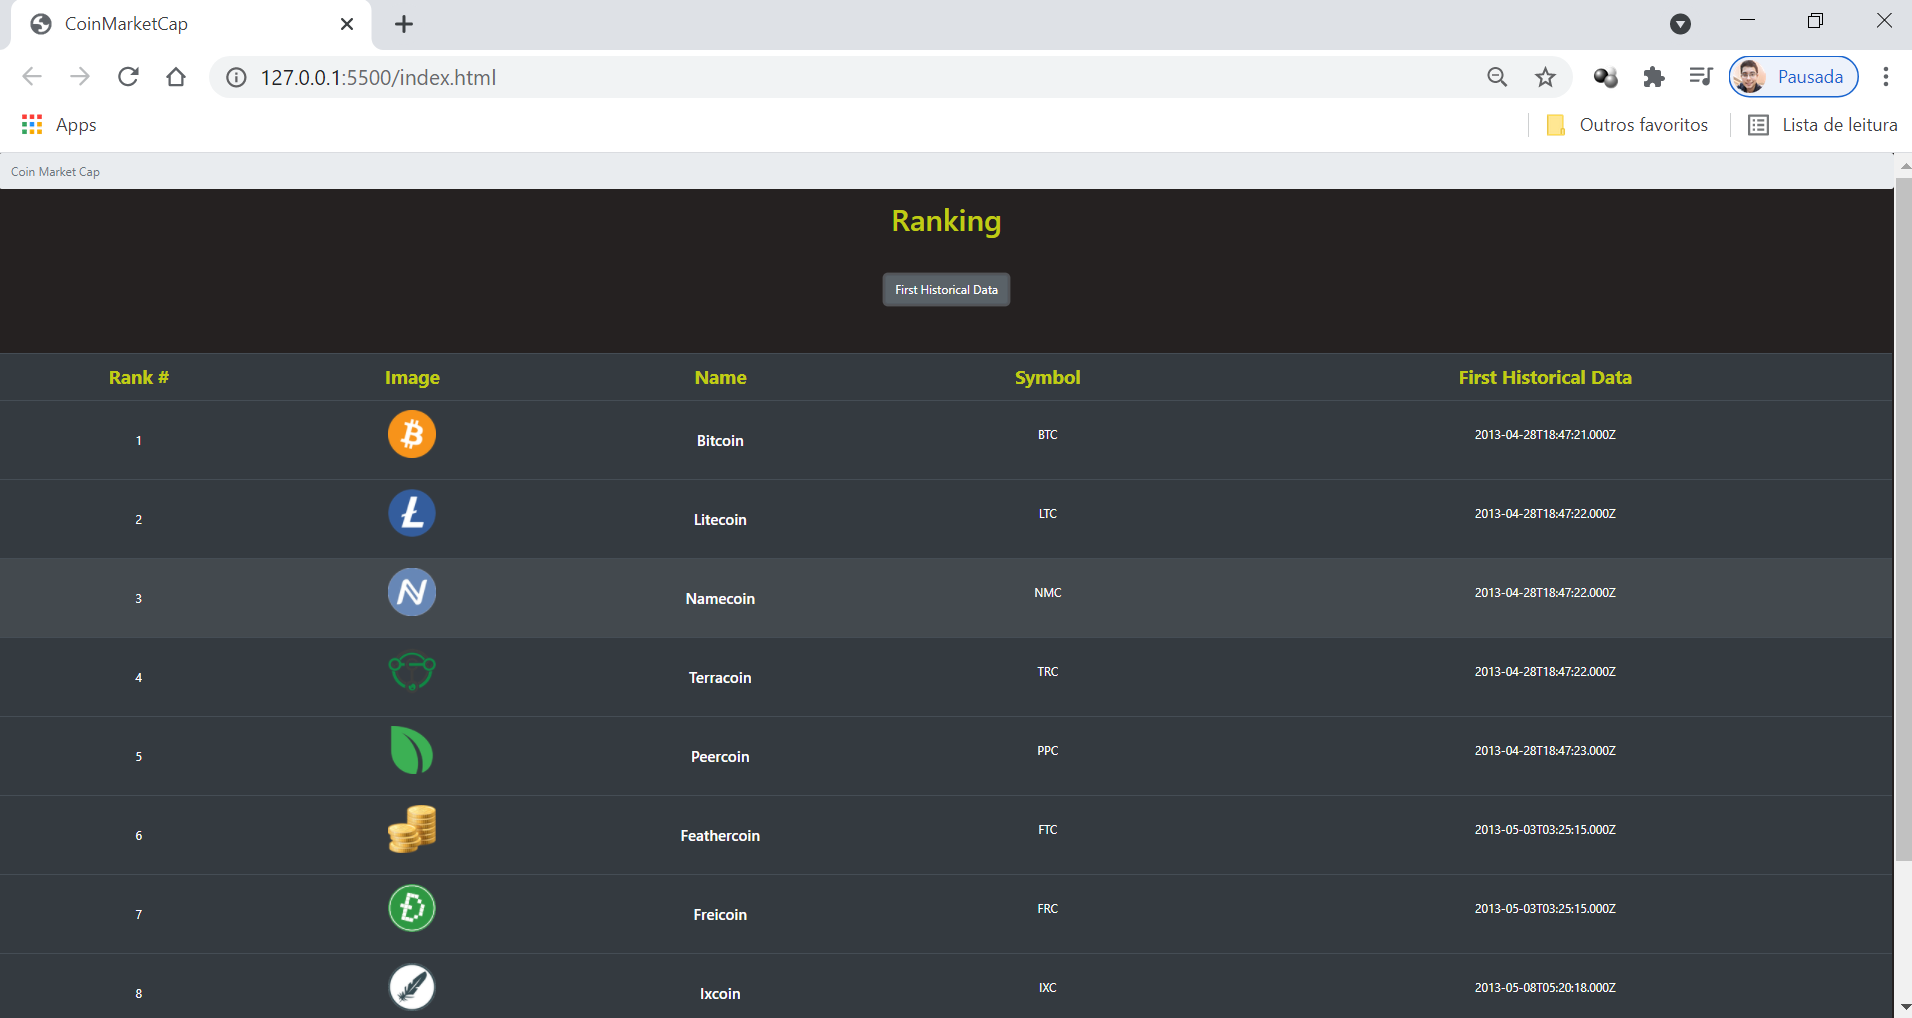 CoinMarketCap
127.0.0.1:5500/index.html
Pausada
Apps
Outros favoritos
Lista de leitura
Coin Market Cap
Ranking
First Historical Data
Rank # Image Name Symbol First Historical Data
1 Bitcoin BTC 2013-04-28T18:47:21.000Z
2 Litecoin LTC 2013-04-28T18:47:22.000Z
3 Namecoin NMC 2013-04-28T18:47:22.000Z
4 Terracoin TRC 2013-04-28T18:47:22.000Z
5 Peercoin PPC 2013-04-28T18:47:23.000Z
6 Feathercoin FTC 2013-05-03T03:25:15.000Z
7 Freicoin FRC 2013-05-03T03:25:15.000Z
8 Ixcoin IXC 2013-05-08T05:20:18.000Z